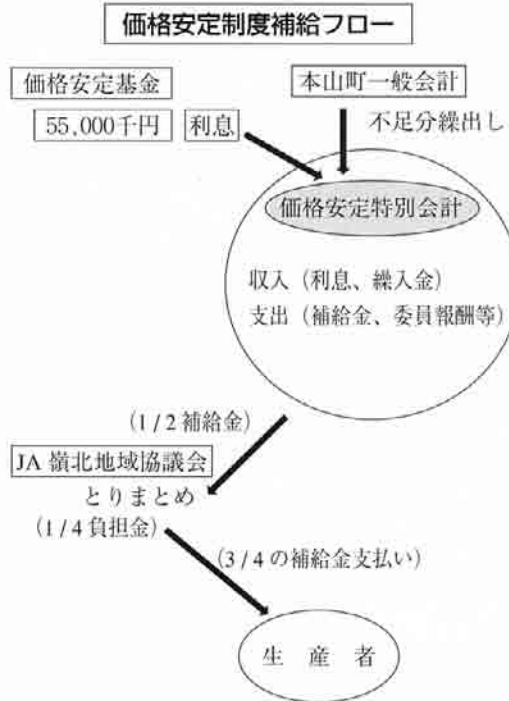 価格安定制度補給フロー
価格安定基金
本山町一般会計
55,000千円
利息
不足分繰出し
価格安定特別会計
収入（利息、繰入金）
支出（補給金、委員報酬等）
(1/2補給金)
JA嶺北地域協議会
とりまとめ
(1/4負担金)
(3/4の補給金支払い)
生産者